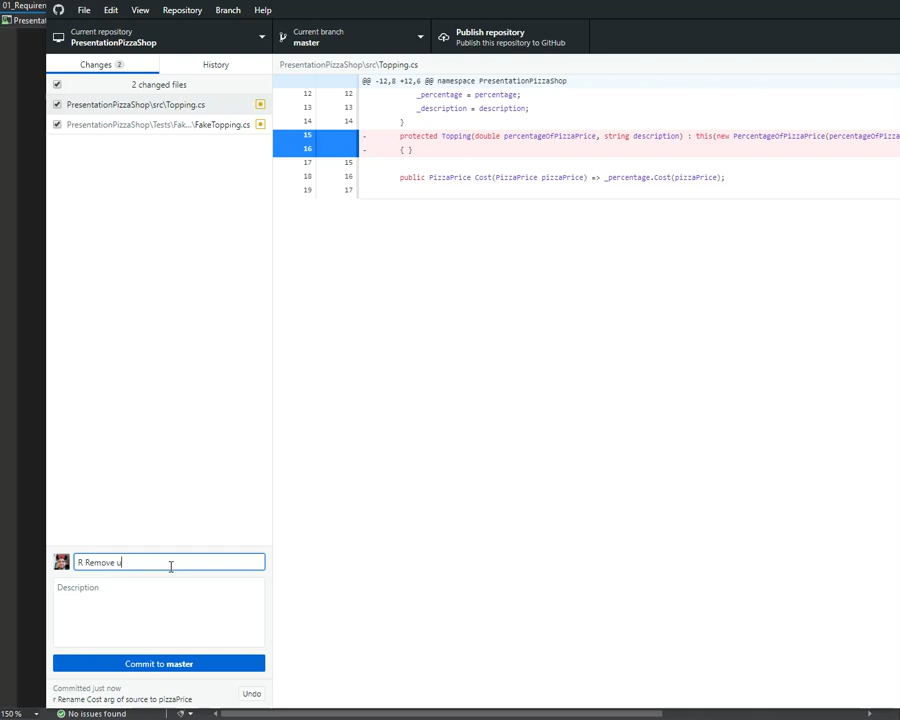 01_Requirem
Presentat
File Edit View Repository Branch Help
Current repository
PresentationPizzaShop
Current branch
master
Publish repository
Publish this repository to GitHub
Changes 2 History
2 changed files
PresentationPizzaShop\src\Topping.cs
PresentationPizzaShop\Tests\Fak...\FakeTopping.cs
PresentationPizzaShop\src\Topping.cs
@@ -12,8 +12,6 @@ namespace PresentationPizzaShop
12 12 _percentage = percentage;
13 13 _description = description;
14 14 }
15 - protected Topping(double percentageOfPizzaPrice, string description) : this(new PercentageOfPizzaPrice(percentageOfPizza
16 - { }
17 15
18 16 public PizzaPrice Cost(PizzaPrice pizzaPrice) => _percentage.Cost(pizzaPrice);
19 17
R Remove u
Description
Commit to master
Committed just now
r Rename Cost arg of source to pizzaPrice
Undo
150 % No issues found